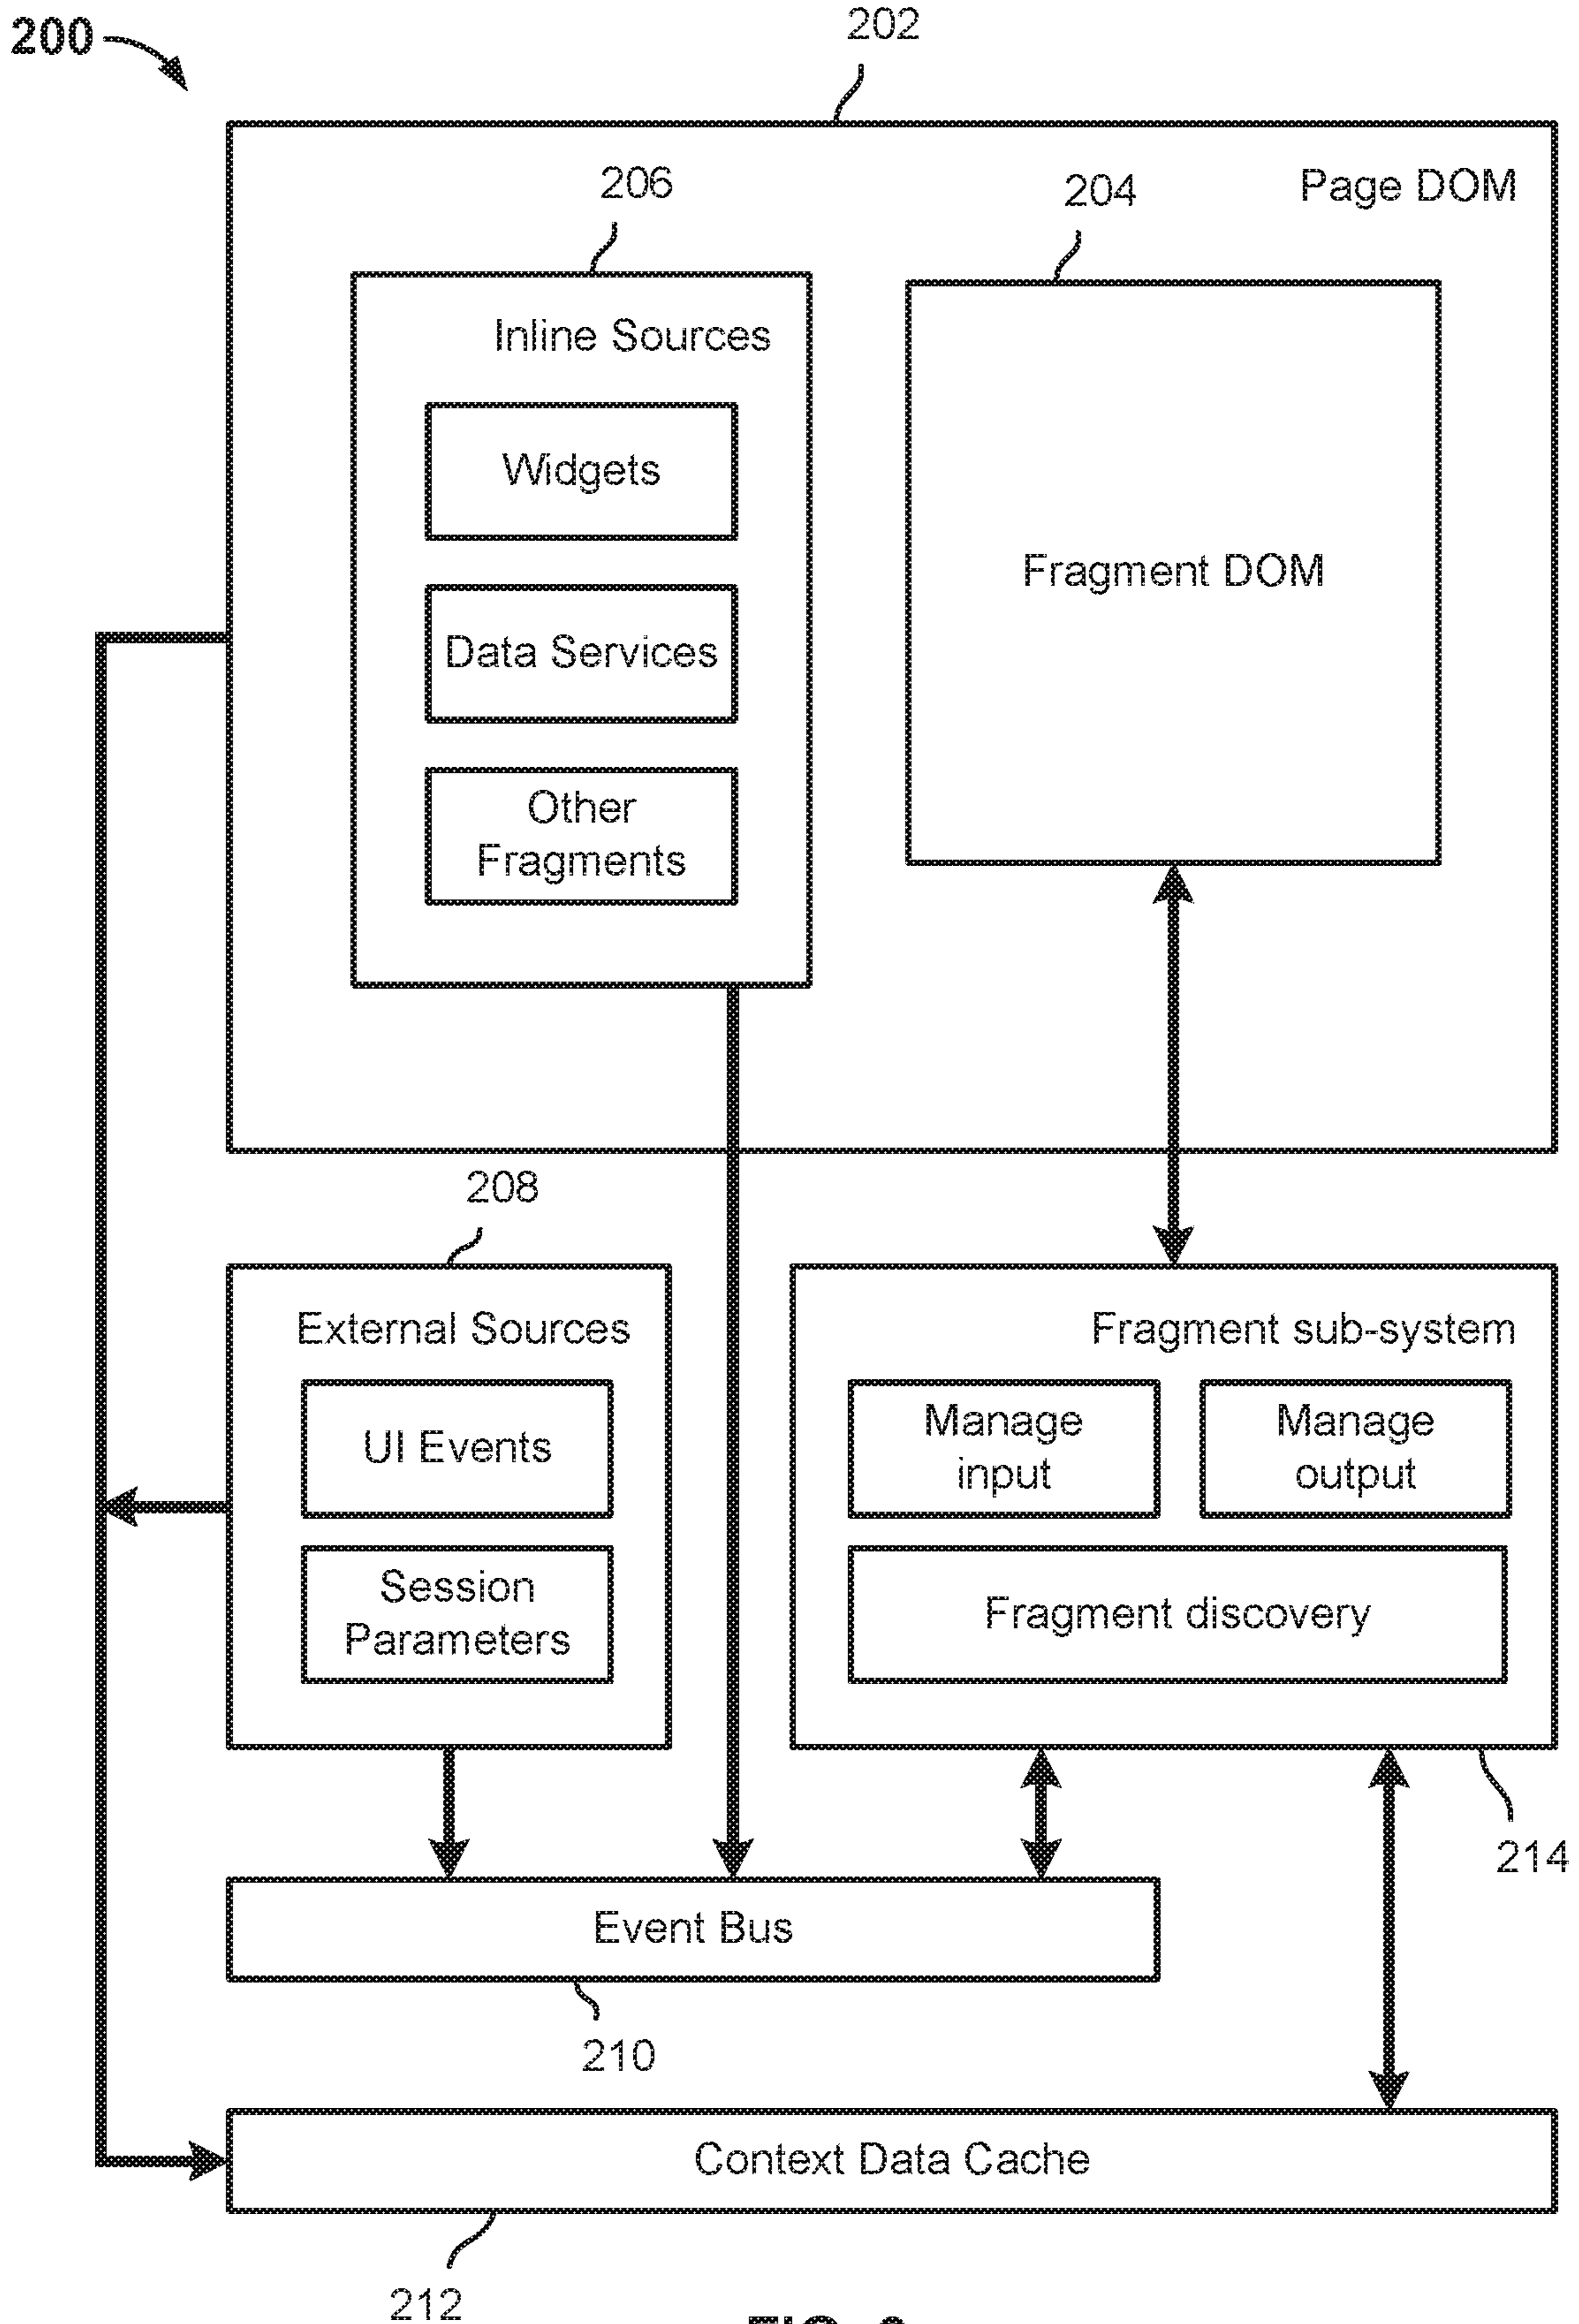 200
202
Page DOM
206
204
Inline Sources
Widgets
Data Services
Other
Fragments
Fragment DOM
208
External Sources
UI Events
Session
Parameters
Fragment sub-system
Manage
input
Manage
output
Fragment discovery
214
Event Bus
210
Context Data Cache
212